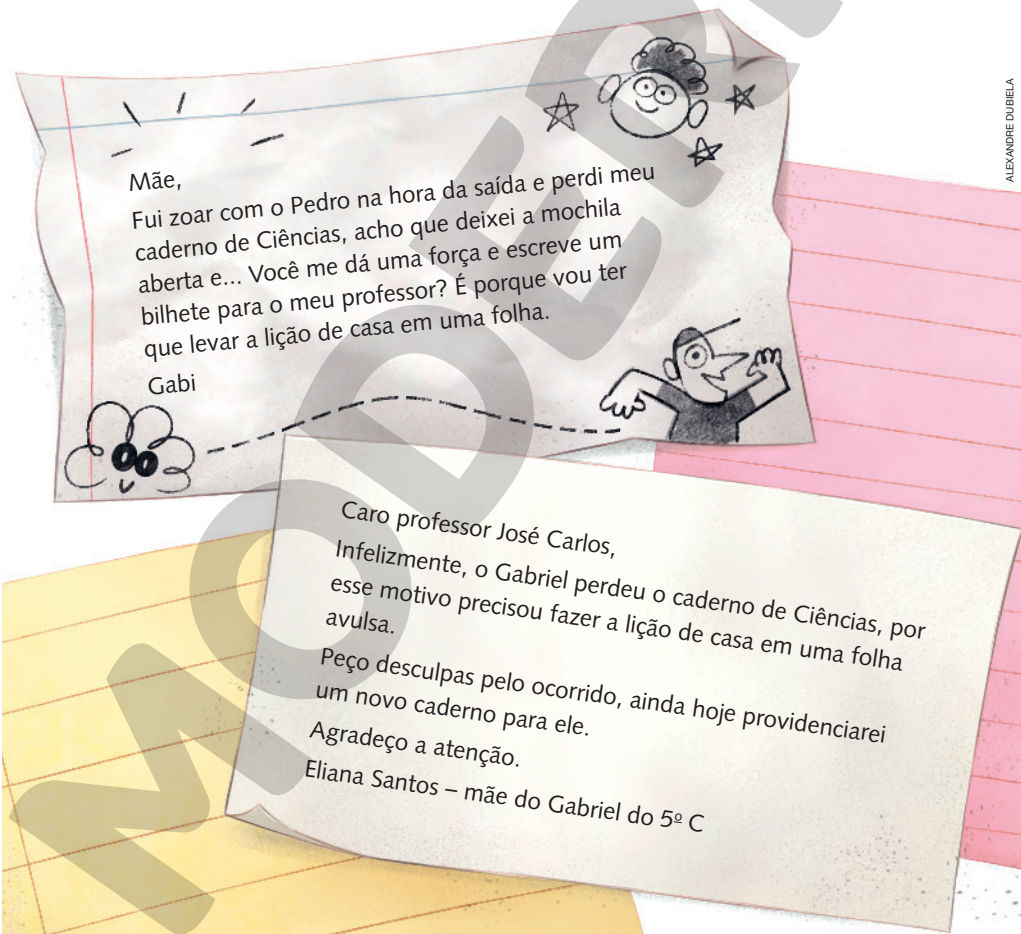 ALEXANDRE DUBIELA
Mãe,
Fui zoar com o Pedro na hora da saída e perdi meu
caderno de Ciências, acho que deixei a mochila
aberta e... Você me dá uma força e escreve um
bilhete para o meu professor? É porque vou ter
que levar a lição de casa em uma folha.
Gabi
Caro professor José Carlos,
Infelizmente, o Gabriel perdeu o caderno de Ciências, por
esse motivo precisou fazer a lição de casa em uma folha
avulsa.
Peço desculpas pelo ocorrido, ainda hoje providenciarei
um novo caderno para ele.
Agradeço a atenção.
Eliana Santos – mãe do Gabriel do 5º C
MODER